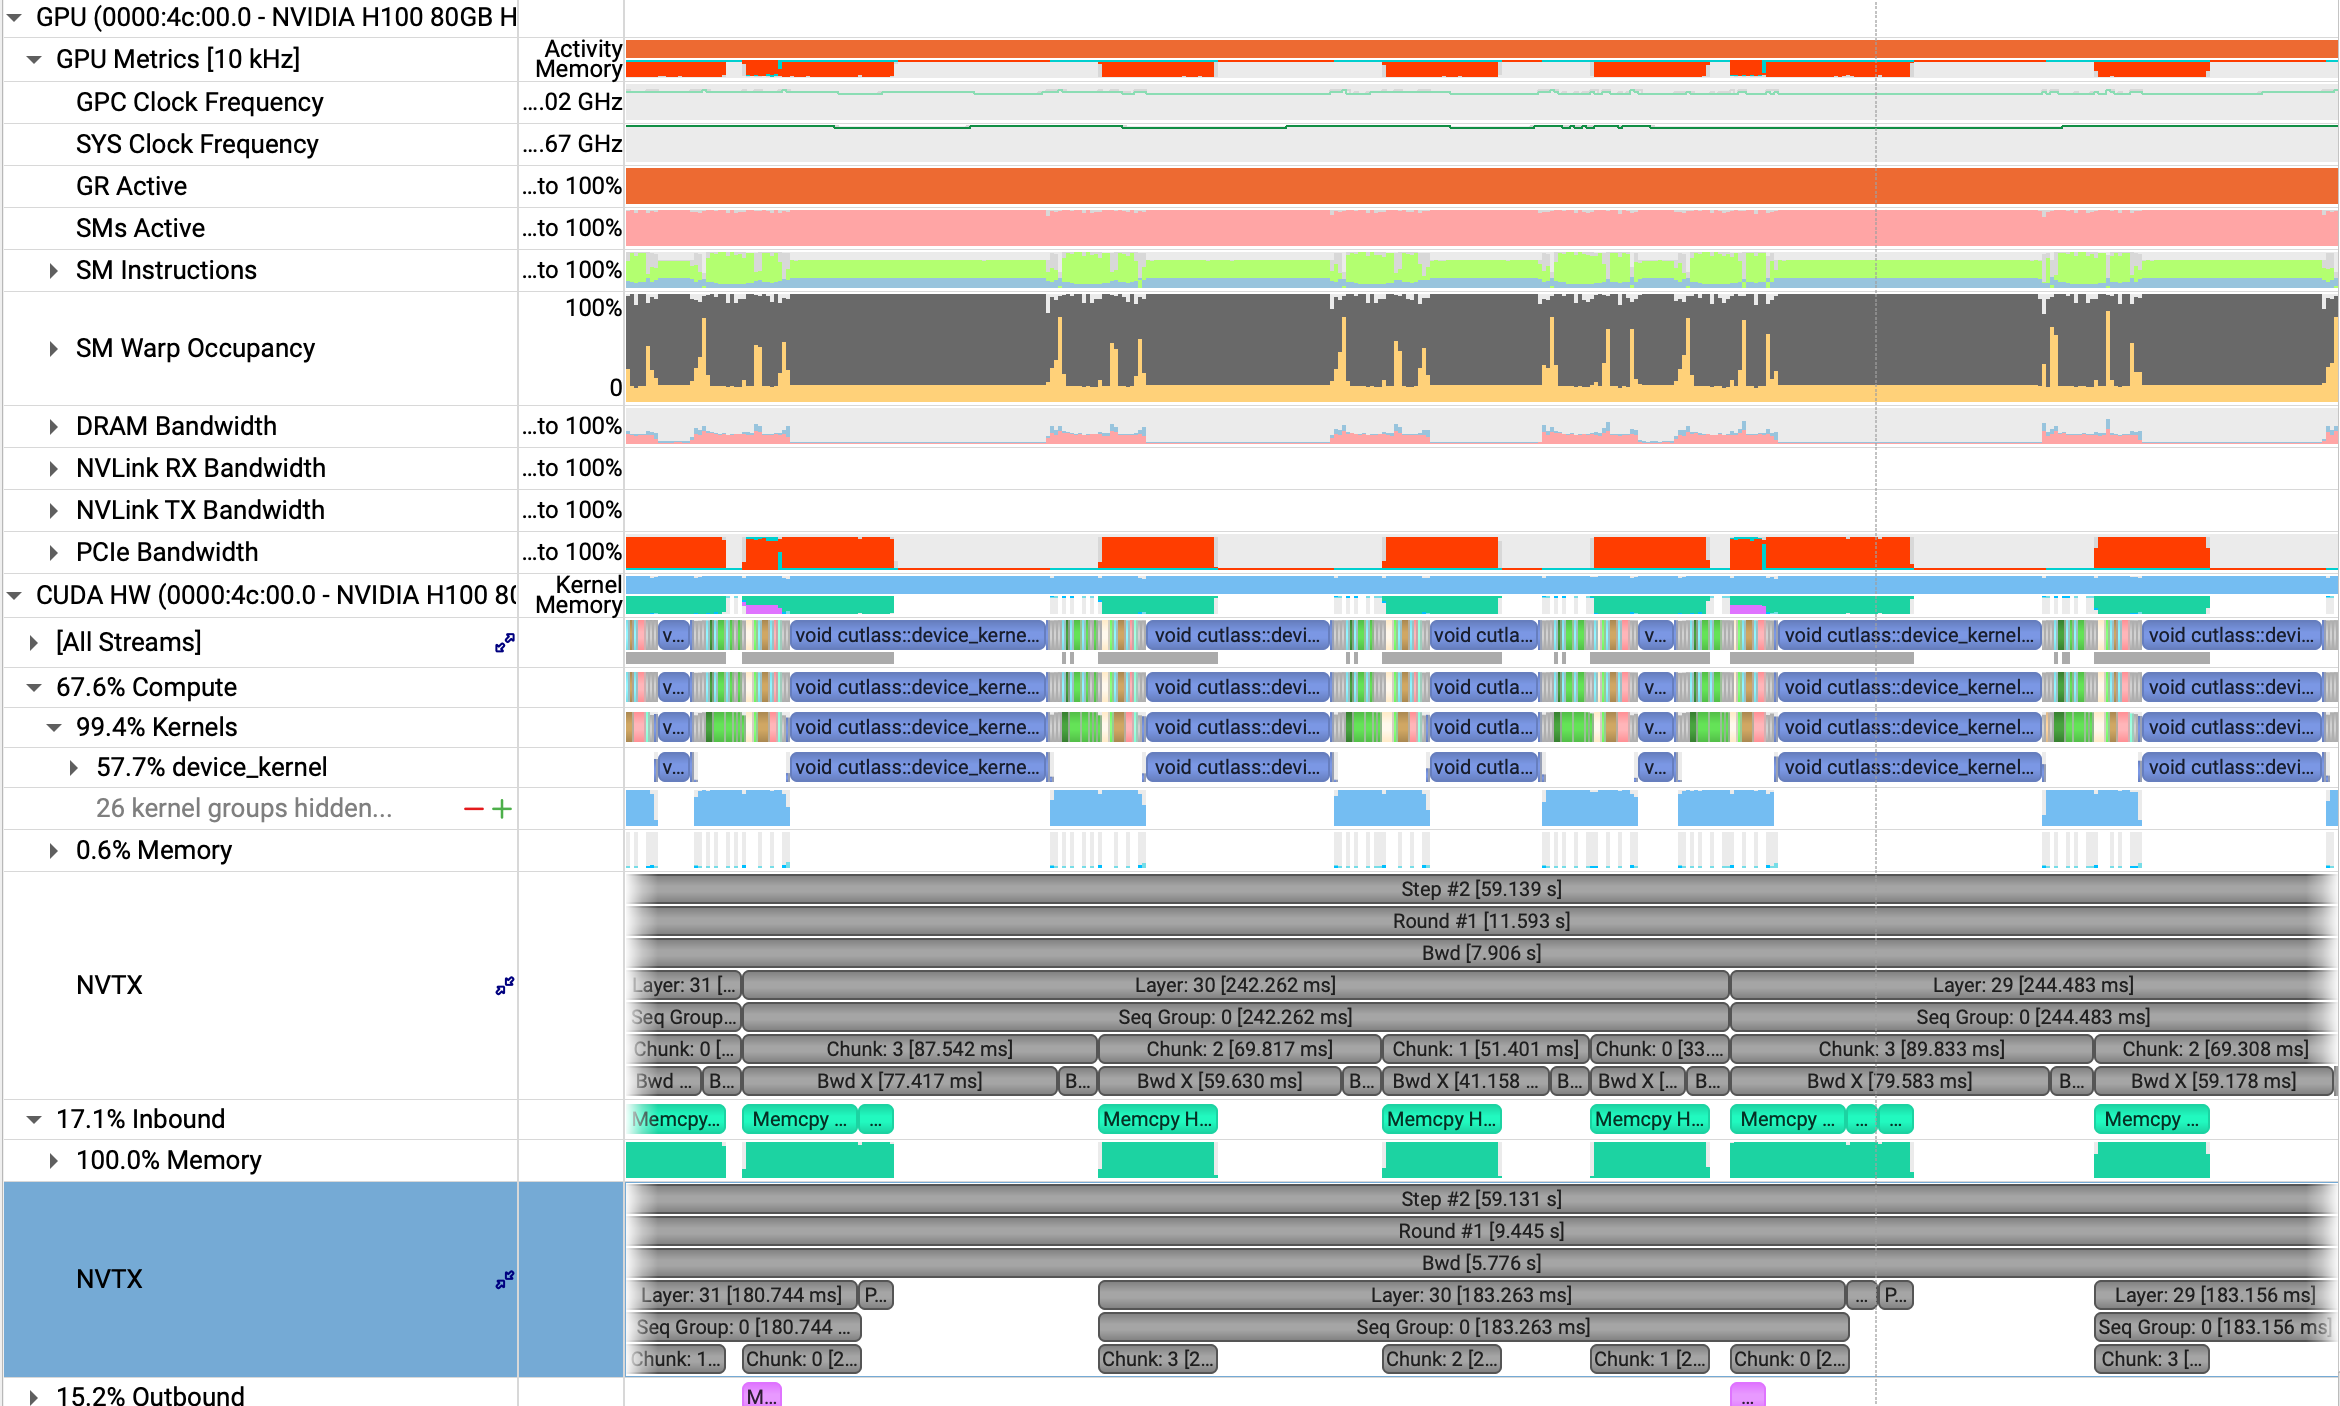 GPU (0000:4c:00.0 - NVIDIA H100 80GB H
GPU Metrics [10 kHz]
Activity
Memory
GPC Clock Frequency
....02 GHz
SYS Clock Frequency
....67 GHz
GR Active
...to 100%
SMs Active
...to 100%
SM Instructions
...to 100%
SM Warp Occupancy
100%
0
DRAM Bandwidth
...to 100%
NVLink RX Bandwidth
...to 100%
NVLink TX Bandwidth
...to 100%
PCIe Bandwidth
...to 100%
CUDA HW (0000:4c:00.0 - NVIDIA H100 80
Kernel
Memory
[All Streams]
v... void cutlass::device_kerne... void cutlass::devi... void cutla... v... void cutlass::device_kernel... void cutlass::devi...
67.6% Compute
v... void cutlass::device_kerne... void cutlass::devi... void cutla... v... void cutlass::device_kernel... void cutlass::devi...
99.4% Kernels
v... void cutlass::device_kerne... void cutlass::devi... void cutla... v... void cutlass::device_kernel... void cutlass::devi...
57.7% device_kernel
v... void cutlass::device_kerne... void cutlass::devi... void cutla... v... void cutlass::device_kernel... void cutlass::devi...
26 kernel groups hidden...
0.6% Memory
NVTX
Step #2 [59.139 s]
Round #1 [11.593 s]
Bwd [7.906 s]
Layer: 31 [... Layer: 30 [242.262 ms] Layer: 29 [244.483 ms]
Seq Group... Seq Group: 0 [242.262 ms] Seq Group: 0 [244.483 ms]
Chunk: 0 [... Chunk: 3 [87.542 ms] Chunk: 2 [69.817 ms] Chunk: 1 [51.401 ms] Chunk: 0 [33.... Chunk: 3 [89.833 ms] Chunk: 2 [69.308 ms]
Bwd ... B... Bwd X [77.417 ms] B... Bwd X [59.630 ms] B... Bwd X [41.158 ... B... Bwd X [... B... Bwd X [79.583 ms] B... Bwd X [59.178 ms]
17.1% Inbound
Memcpy... Memcpy ... ... Memcpy H... Memcpy H... Memcpy H... Memcpy ... ... ... Memcpy ...
100.0% Memory
NVTX
Step #2 [59.131 s]
Round #1 [9.445 s]
Bwd [5.776 s]
Layer: 31 [180.744 ms] P... Layer: 30 [183.263 ms] ... P... Layer: 29 [183.156 ms]
Seq Group: 0 [180.744 ... Seq Group: 0 [183.263 ms] Seq Group: 0 [183.156 ms]
Chunk: 1... Chunk: 0 [2... Chunk: 3 [2... Chunk: 2 [2... Chunk: 1 [2... Chunk: 0 [2... Chunk: 3 [...
15.2% Outbound
M... ...